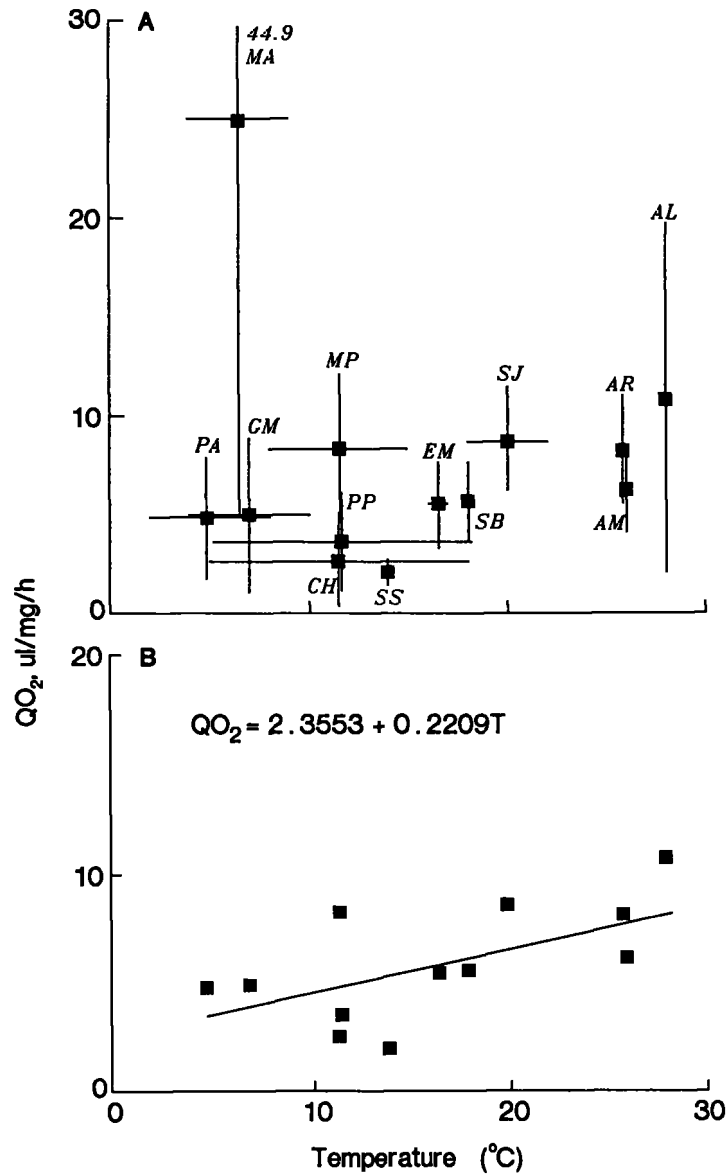 30
A
44.9
MA
20
AL
MP
SJ
AR
10
PA
GM
EM
PP
SB
AM
CH
SS
0
QO₂, ul/mg/h
20
B
QO₂ = 2.3553 + 0.2209T
10
0
0 10 20 30
Temperature (°C)